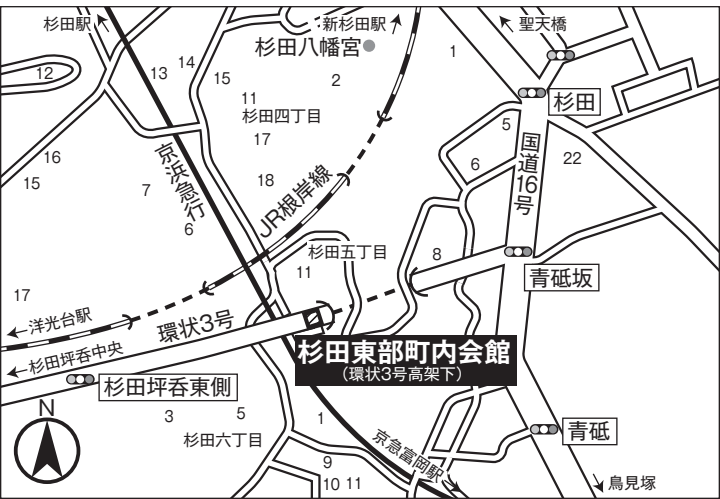 杉田駅
新杉田駅
聖天橋
杉田八幡宮
1
12
13
14
15
2
11
杉田四丁目
杉田
5
17
国道16号
22
16
15
京浜急行
6
7
18
JR根岸線
6
杉田五丁目
8
11
青砥坂
17
洋光台駅
環状3号
杉田坪呑中央
杉田東部町内会館
(環状3号高架下)
杉田坪呑東側
N
3
5
1
杉田六丁目
京急富岡駅
青砥
9
10
11
鳥見塚